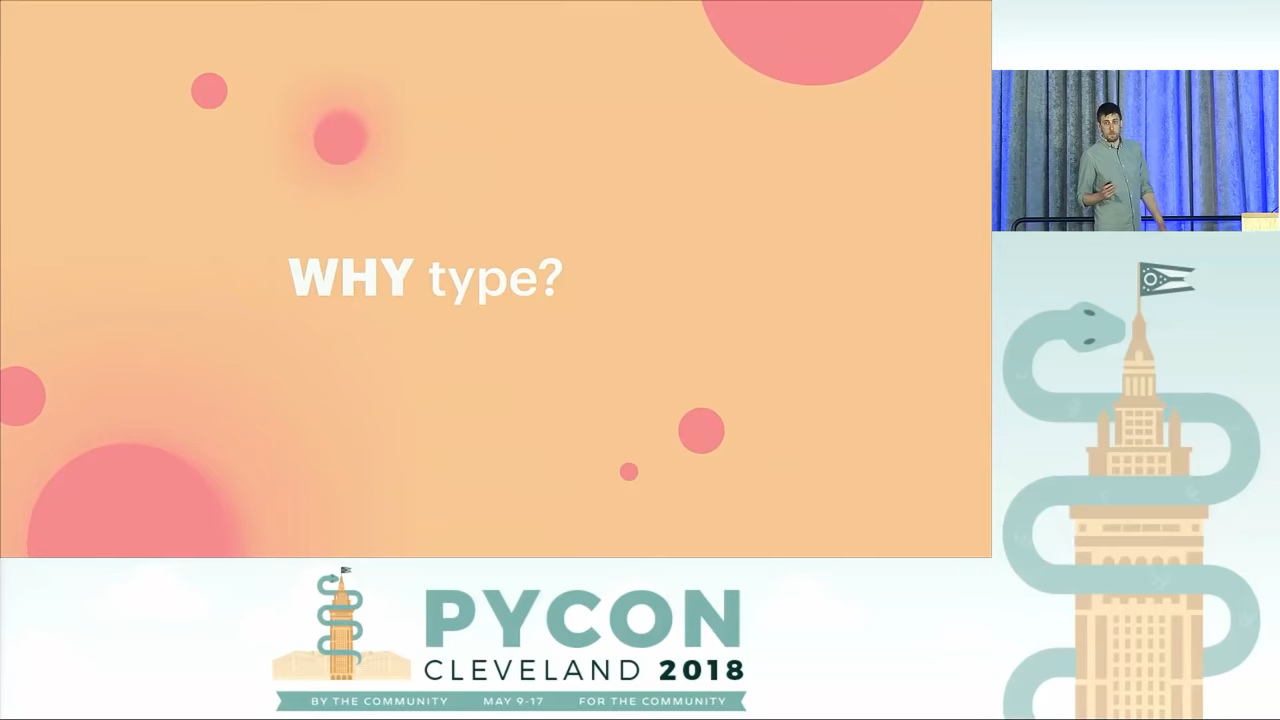 WHY type?
PYCON
CLEVELAND 2018
BY THE COMMUNITY MAY 9-17 FOR THE COMMUNITY